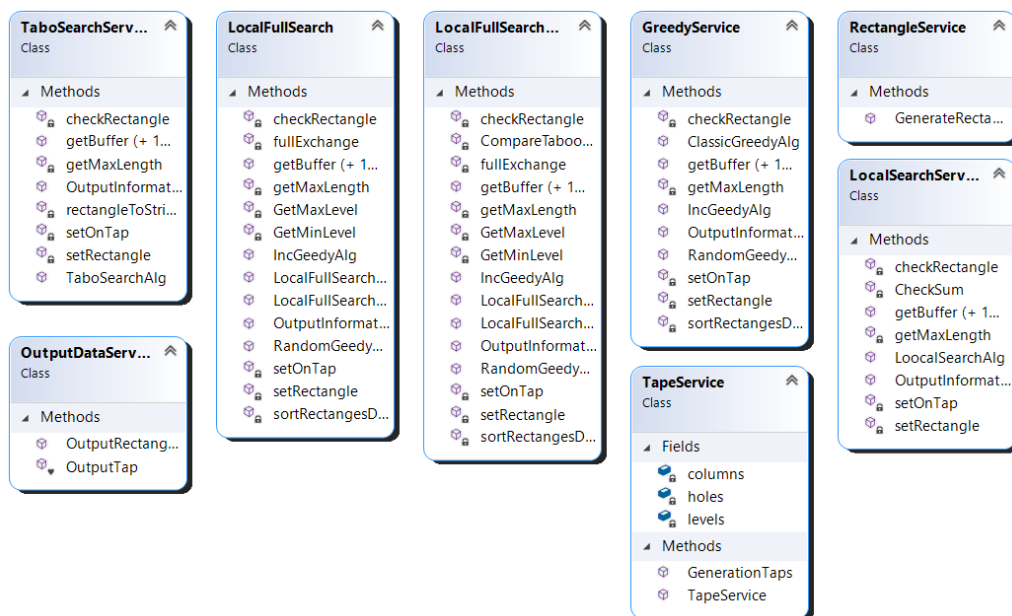 TaboSearchServ...
Class
Methods
checkRectangle
getBuffer (+ 1...
getMaxLength
OutputInformat...
rectangleToStri...
setOnTap
setRectangle
TaboSearchAlg
OutputDataServ...
Class
Methods
OutputRectang...
OutputTap
LocalFullSearch
Class
Methods
checkRectangle
fullExchange
getBuffer (+ 1...
getMaxLength
GetMaxLevel
GetMinLevel
IncGeedyAlg
LocalFullSearch...
LocalFullSearch...
OutputInformat...
RandomGeedy...
setOnTap
setRectangle
sortRectangesD...
LocalFullSearch...
Class
Methods
checkRectangle
CompareTaboo...
fullExchange
getBuffer (+ 1...
getMaxLength
GetMaxLevel
GetMinLevel
IncGeedyAlg
LocalFullSearch...
LocalFullSearch...
OutputInformat...
RandomGeedy...
setOnTap
setRectangle
sortRectangesD...
GreedyService
Class
Methods
checkRectangle
ClassicGreedyAlg
getBuffer (+ 1...
getMaxLength
IncGeedyAlg
OutputInformat...
RandomGeedy...
setOnTap
setRectangle
sortRectangesD...
TapeService
Class
Fields
columns
holes
levels
Methods
GenerationTaps
TapeService
RectangleService
Class
Methods
GenerateRecta...
LocalSearchServ...
Class
Methods
checkRectangle
CheckSum
getBuffer (+ 1...
getMaxLength
LoocalSearchAlg
OutputInformat...
setOnTap
setRectangle